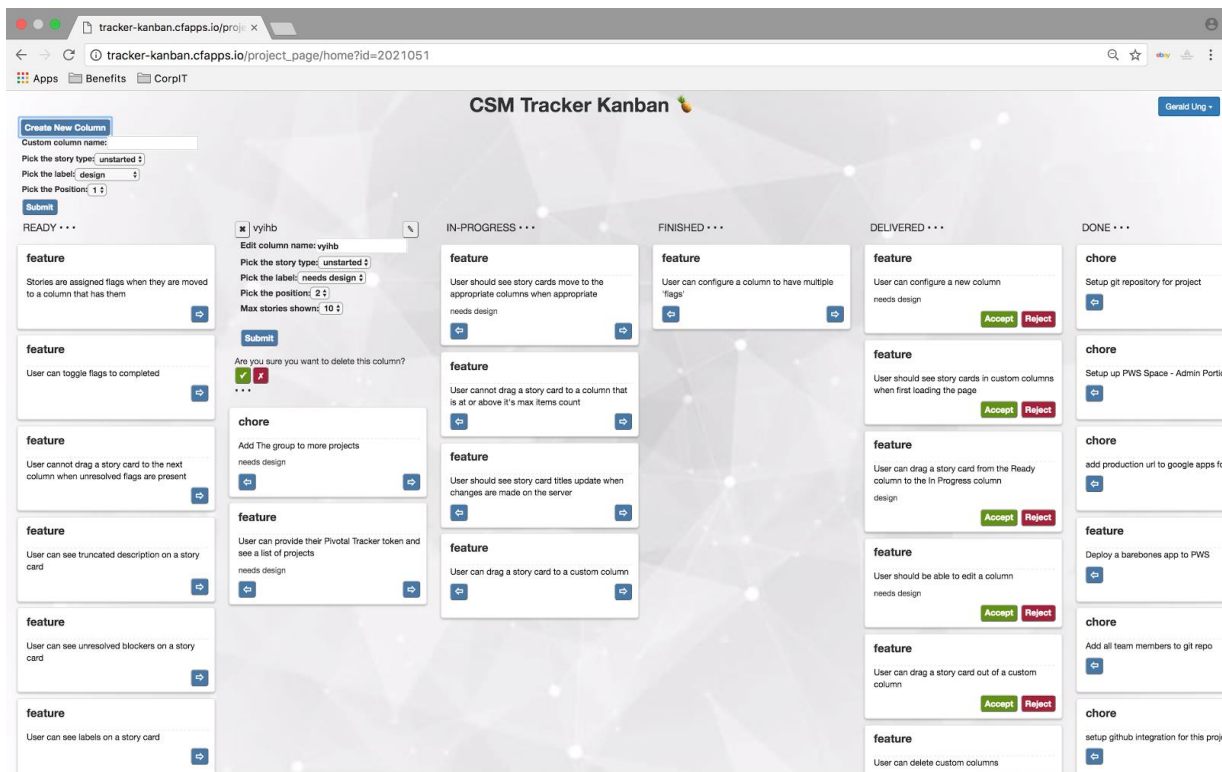 tracker-kanban.cfapps.io/proje
tracker-kanban.cfapps.io/project_page/home?id=2021051
ebay
Apps Benefits CorpIT
CSM Tracker Kanban
Gerald Ung
Create New Column
Custom column name:
Pick the story type: unstarted
Pick the label: design
Pick the Position: 1
Submit
READY • • •
feature
Stories are assigned flags when they are moved
to a column that has them
feature
User can toggle flags to completed
feature
User cannot drag a story card to the next
column when unresolved flags are present
feature
User can see truncated description on a story
card
feature
User can see unresolved blockers on a story
card
feature
User can see labels on a story card
vyihb
Edit column name: vyihb
Pick the story type: unstarted
Pick the label: needs design
Pick the position: 2
Max stories shown: 10
Submit
Are you sure you want to delete this column?
✔ ✘
• • •
chore
Add The group to more projects
needs design
feature
User can provide their Pivotal Tracker token and
see a list of projects
needs design
IN-PROGRESS • • •
feature
User should see story cards move to the
appropriate columns when appropriate
needs design
feature
User cannot drag a story card to a column that
is at or above it's max items count
feature
User should see story card titles update when
changes are made on the server
feature
User can drag a story card to a custom column
FINISHED • • •
feature
User can configure a column to have multiple
'flags'
DELIVERED • • •
feature
User can configure a new column
needs design
Accept Reject
feature
User should see story cards in custom columns
when first loading the page
Accept Reject
feature
User can drag a story card from the Ready
column to the In Progress column
design
Accept Reject
feature
User should be able to edit a column
needs design
Accept Reject
feature
User can drag a story card out of a custom
column
Accept Reject
feature
User can delete custom columns
DONE • • •
chore
Setup git repository for project
chore
Setup up PWS Space - Admin Portic
chore
add production url to google apps fo
feature
Deploy a barebones app to PWS
chore
Add all team members to git repo
chore
setup github integration for this proje